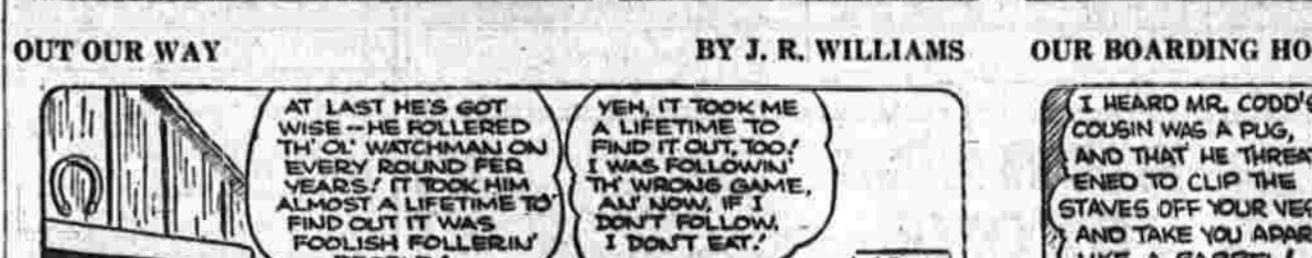 OUT OUR WAY
BY J. R. WILLIAMS
AT LAST HE'S GOT
WISE -- HE FOLLERED
TH' OL' WATCHMAN ON
EVERY ROUND FER
YEARS! IT TOOK HIM
ALMOST A LIFETIME TO
FIND OUT IT WAS
FOOLISH FOLLERIN'
YEH, IT TOOK ME
A LIFETIME TO
FIND IT OUT, TOO!
I WAS FOLLOWIN'
TH' WRONG GAME,
AN' NOW, IF I
DON'T FOLLOW,
I DON'T EAT!
OUR BOARDING HO
I HEARD MR. CODD'
COUSIN WAS A PUG,
AND THAT HE THREAT
ENED TO CLIP THE
STAVES OFF YOUR VES
AND TAKE YOU APAR
LIKE A BARREL!